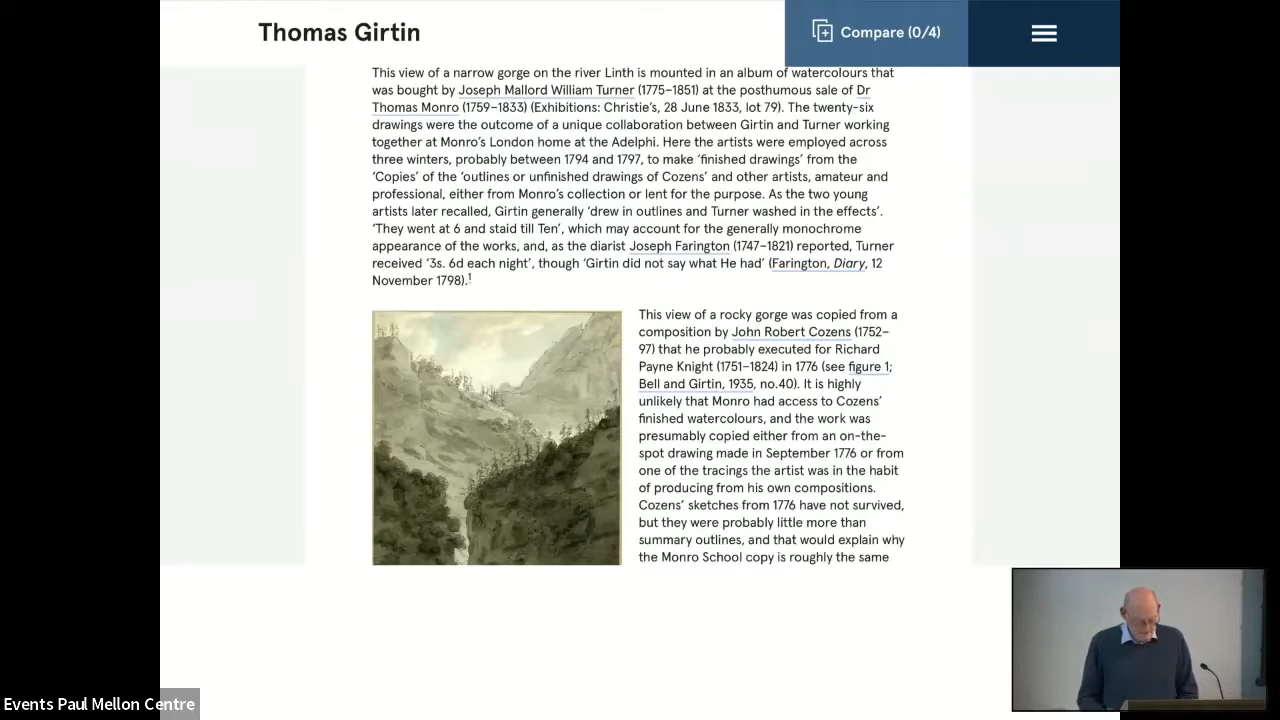 Thomas Girtin
Compare (0/4)
This view of a narrow gorge on the river Linth is mounted in an album of watercolours that
was bought by Joseph Mallord William Turner (1775–1851) at the posthumous sale of Dr
Thomas Monro (1759–1833) (Exhibitions: Christie's, 28 June 1833, lot 79). The twenty-six
drawings were the outcome of a unique collaboration between Girtin and Turner working
together at Monro's London home at the Adelphi. Here the artists were employed across
three winters, probably between 1794 and 1797, to make 'finished drawings' from the
'Copies' of the 'outlines or unfinished drawings of Cozens' and other artists, amateur and
professional, either from Monro's collection or lent for the purpose. As the two young
artists later recalled, Girtin generally 'drew in outlines and Turner washed in the effects'.
'They went at 6 and staid till Ten', which may account for the generally monochrome
appearance of the works, and, as the diarist Joseph Farington (1747–1821) reported, Turner
received '3s. 6d each night', though 'Girtin did not say what He had' (Farington, Diary, 12
November 1798).1
This view of a rocky gorge was copied from a
composition by John Robert Cozens (1752–
97) that he probably executed for Richard
Payne Knight (1751–1824) in 1776 (see figure 1;
Bell and Girtin, 1935, no.40). It is highly
unlikely that Monro had access to Cozens'
finished watercolours, and the work was
presumably copied either from an on-the-
spot drawing made in September 1776 or from
one of the tracings the artist was in the habit
of producing from his own compositions.
Cozens' sketches from 1776 have not survived,
but they were probably little more than
summary outlines, and that would explain why
the Monro School copy is roughly the same
Events Paul Mellon Centre